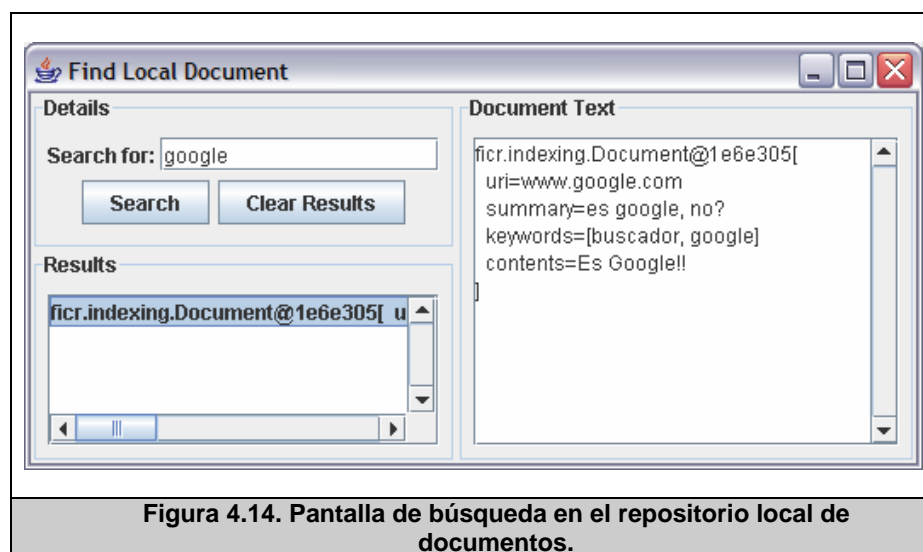 Find Local Document
Details
Search for: google
Search Clear Results
Results
ficr.indexing.Document@1e6e305[ u
Document Text
ficr.indexing.Document@1e6e305[
uri=www.google.com
summary=es google, no?
keywords=[buscador, google]
contents=Es Google!!
]
Figura 4.14. Pantalla de búsqueda en el repositorio local de
documentos.